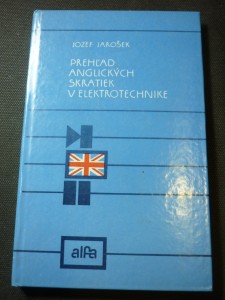 JOZEF JAROŠEK
PREHĽAD
ANGLICKÝCH
SKRATIEK
V ELEKTROTECHNIKE
alfa